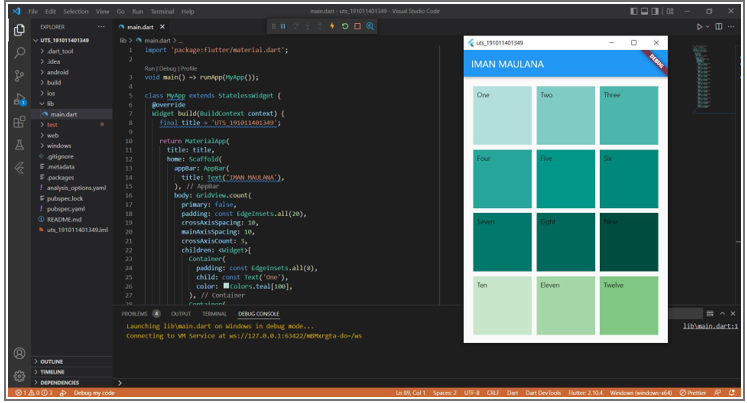 File Edit Selection View Go Run Terminal Help
main.dart - uts_191011401349 - Visual Studio Code
EXPLORER
UTS_191011401349
.dart_tool
.idea
android
build
ios
lib
main.dart
test
web
windows
.gitignore
.metadata
.packages
analysis_options.yaml
pubspec.lock
pubspec.yaml
README.md
uts_191011401349.iml
OUTLINE
TIMELINE
DEPENDENCIES
main.dart
lib > main.dart > ...
1 import 'package:flutter/material.dart';
2
Run | Debug | Profile
3 void main() => runApp(MyApp());
4
5 class MyApp extends StatelessWidget {
6 @override
7 Widget build(BuildContext context) {
8 final title = 'UTS_191011401349';
9
10 return MaterialApp(
11 title: title,
12 home: Scaffold(
13 appBar: AppBar(
14 title: Text('IMAN MAULANA'),
15 ), // AppBar
16 body: GridView.count(
17 primary: false,
18 padding: const EdgeInsets.all(20),
19 crossAxisSpacing: 10,
20 mainAxisSpacing: 10,
21 crossAxisCount: 3,
22 children: <Widget>[
23 Container(
24 padding: const EdgeInsets.all(8),
25 child: const Text('One'),
26 color: Colors.teal[100],
27 ), // Container
28 Container(
PROBLEMS 4 OUTPUT TERMINAL DEBUG CONSOLE
Launching lib\main.dart on Windows in debug mode...
lib\main.dart:1
Connecting to VM Service at ws://127.0.0.1:63422/mBMxrgta-do=/ws
uts_191011401349
IMAN MAULANA
DEBUG
One Two Three
Four Five Six
Seven Eight Nine
Ten Eleven Twelve
1 0 3 Debug my code
Ln 89, Col 1 Spaces: 2 UTF-8 CRLF Dart Dart DevTools Flutter: 2.10.4 Windows (windows-x64) Prettier